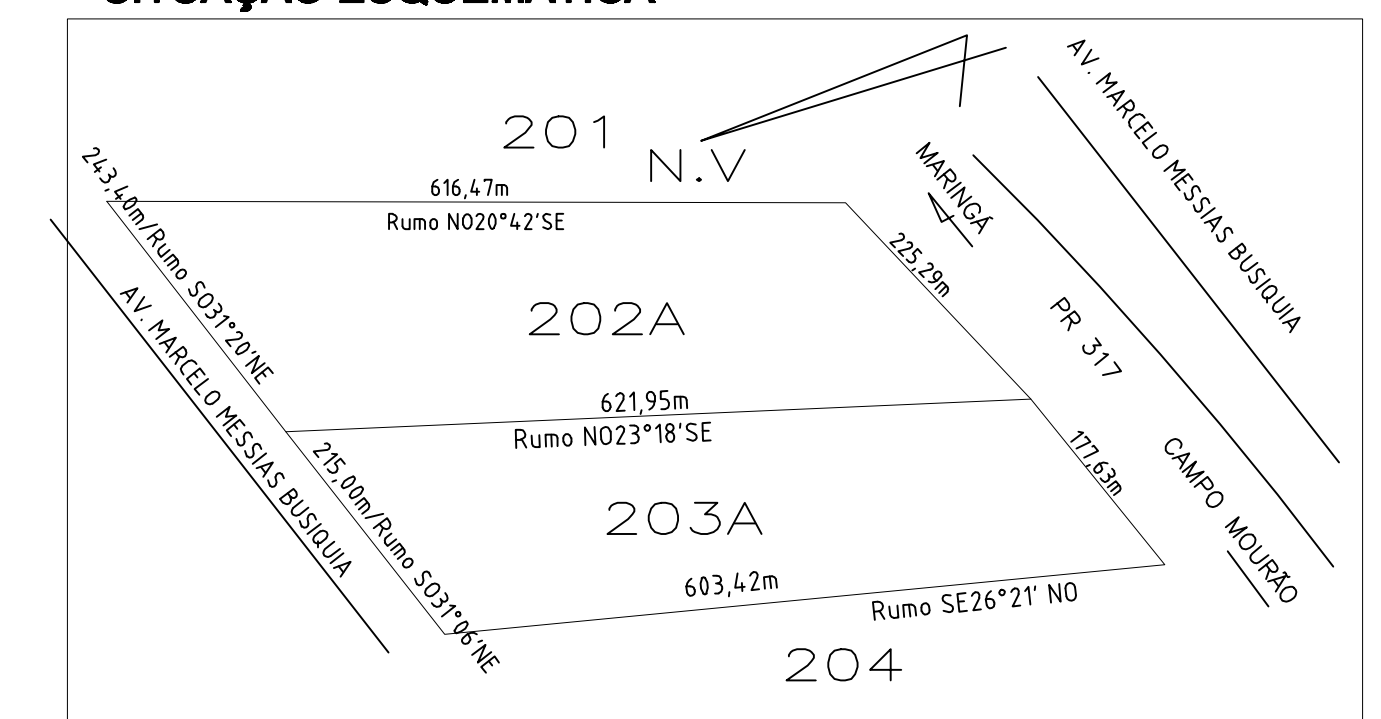 SITUAÇÃO ESQUEMÁTICA
201
N.V
616,47m
Rumo NO20°42'SE
243,40m/Rumo SO31°20'NE
AV. MARCELO MESSIAS BUSIQUIA
MARINGÁ
225,29m
AV. MARCELO MESSIAS BUSIQUIA
202A
PR 317
621,95m
Rumo NO23°18'SE
215,00m/Rumo SO31°06'NE
177,63m
CAMPO MOURÃO
203A
603,42m
Rumo SE26°21' NO
204